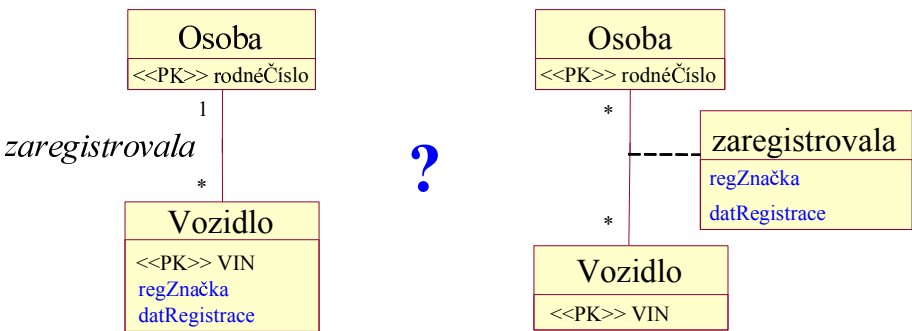 Osoba
<<PK>> rodnéČíslo
1
zaregistrovala
*
Vozidlo
<<PK>> VIN
regZnačka
datRegistrace
?
Osoba
<<PK>> rodnéČíslo
*
zaregistrovala
regZnačka
datRegistrace
*
Vozidlo
<<PK>> VIN